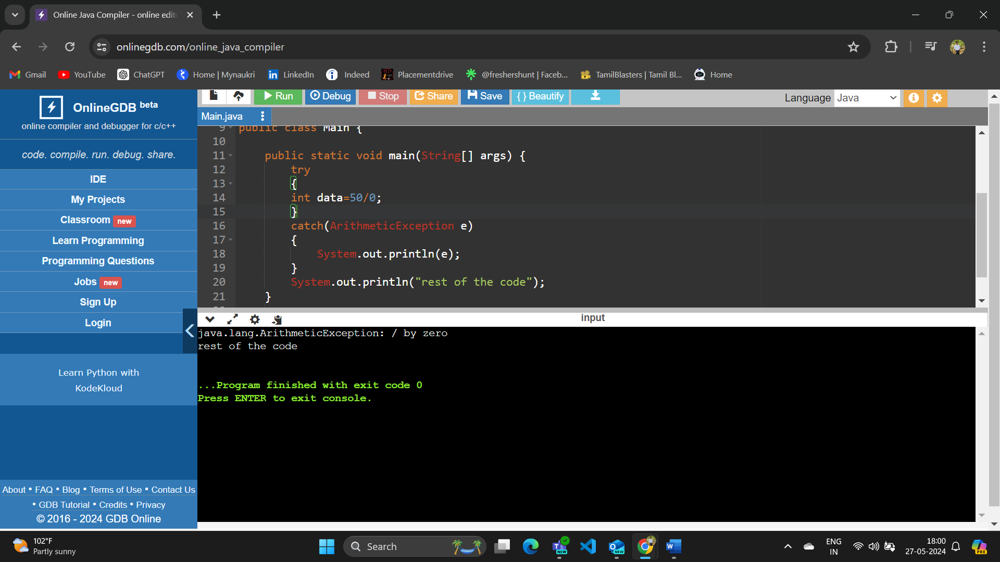 Online Java Compiler - online edit
onlinegdb.com/online_java_compiler
Gmail YouTube ChatGPT Home | Mynaukri LinkedIn Indeed Placementdrive @freshershunt | Faceb... TamilBlasters | Tamil Bl... Home
OnlineGDB beta
online compiler and debugger for c/c++
code. compile. run. debug. share.
IDE
My Projects
Classroom new
Learn Programming
Programming Questions
Jobs new
Sign Up
Login
Learn Python with
KodeKloud
About • FAQ • Blog • Terms of Use • Contact Us
• GDB Tutorial • Credits • Privacy
© 2016 - 2024 GDB Online
Run Debug Stop Share Save { } Beautify Language Java
Main.java
9 public class Main {
10
11 public static void main(String[] args) {
12 try
13 {
14 int data=50/0;
15 }
16 catch(ArithmeticException e)
17 {
18 System.out.println(e);
19 }
20 System.out.println("rest of the code");
21 }
input
java.lang.ArithmeticException: / by zero
rest of the code
...Program finished with exit code 0
Press ENTER to exit console.
102°F
Partly sunny
Search
NEW
NEW
W
PRE
ENG
IN
18:00
27-05-2024